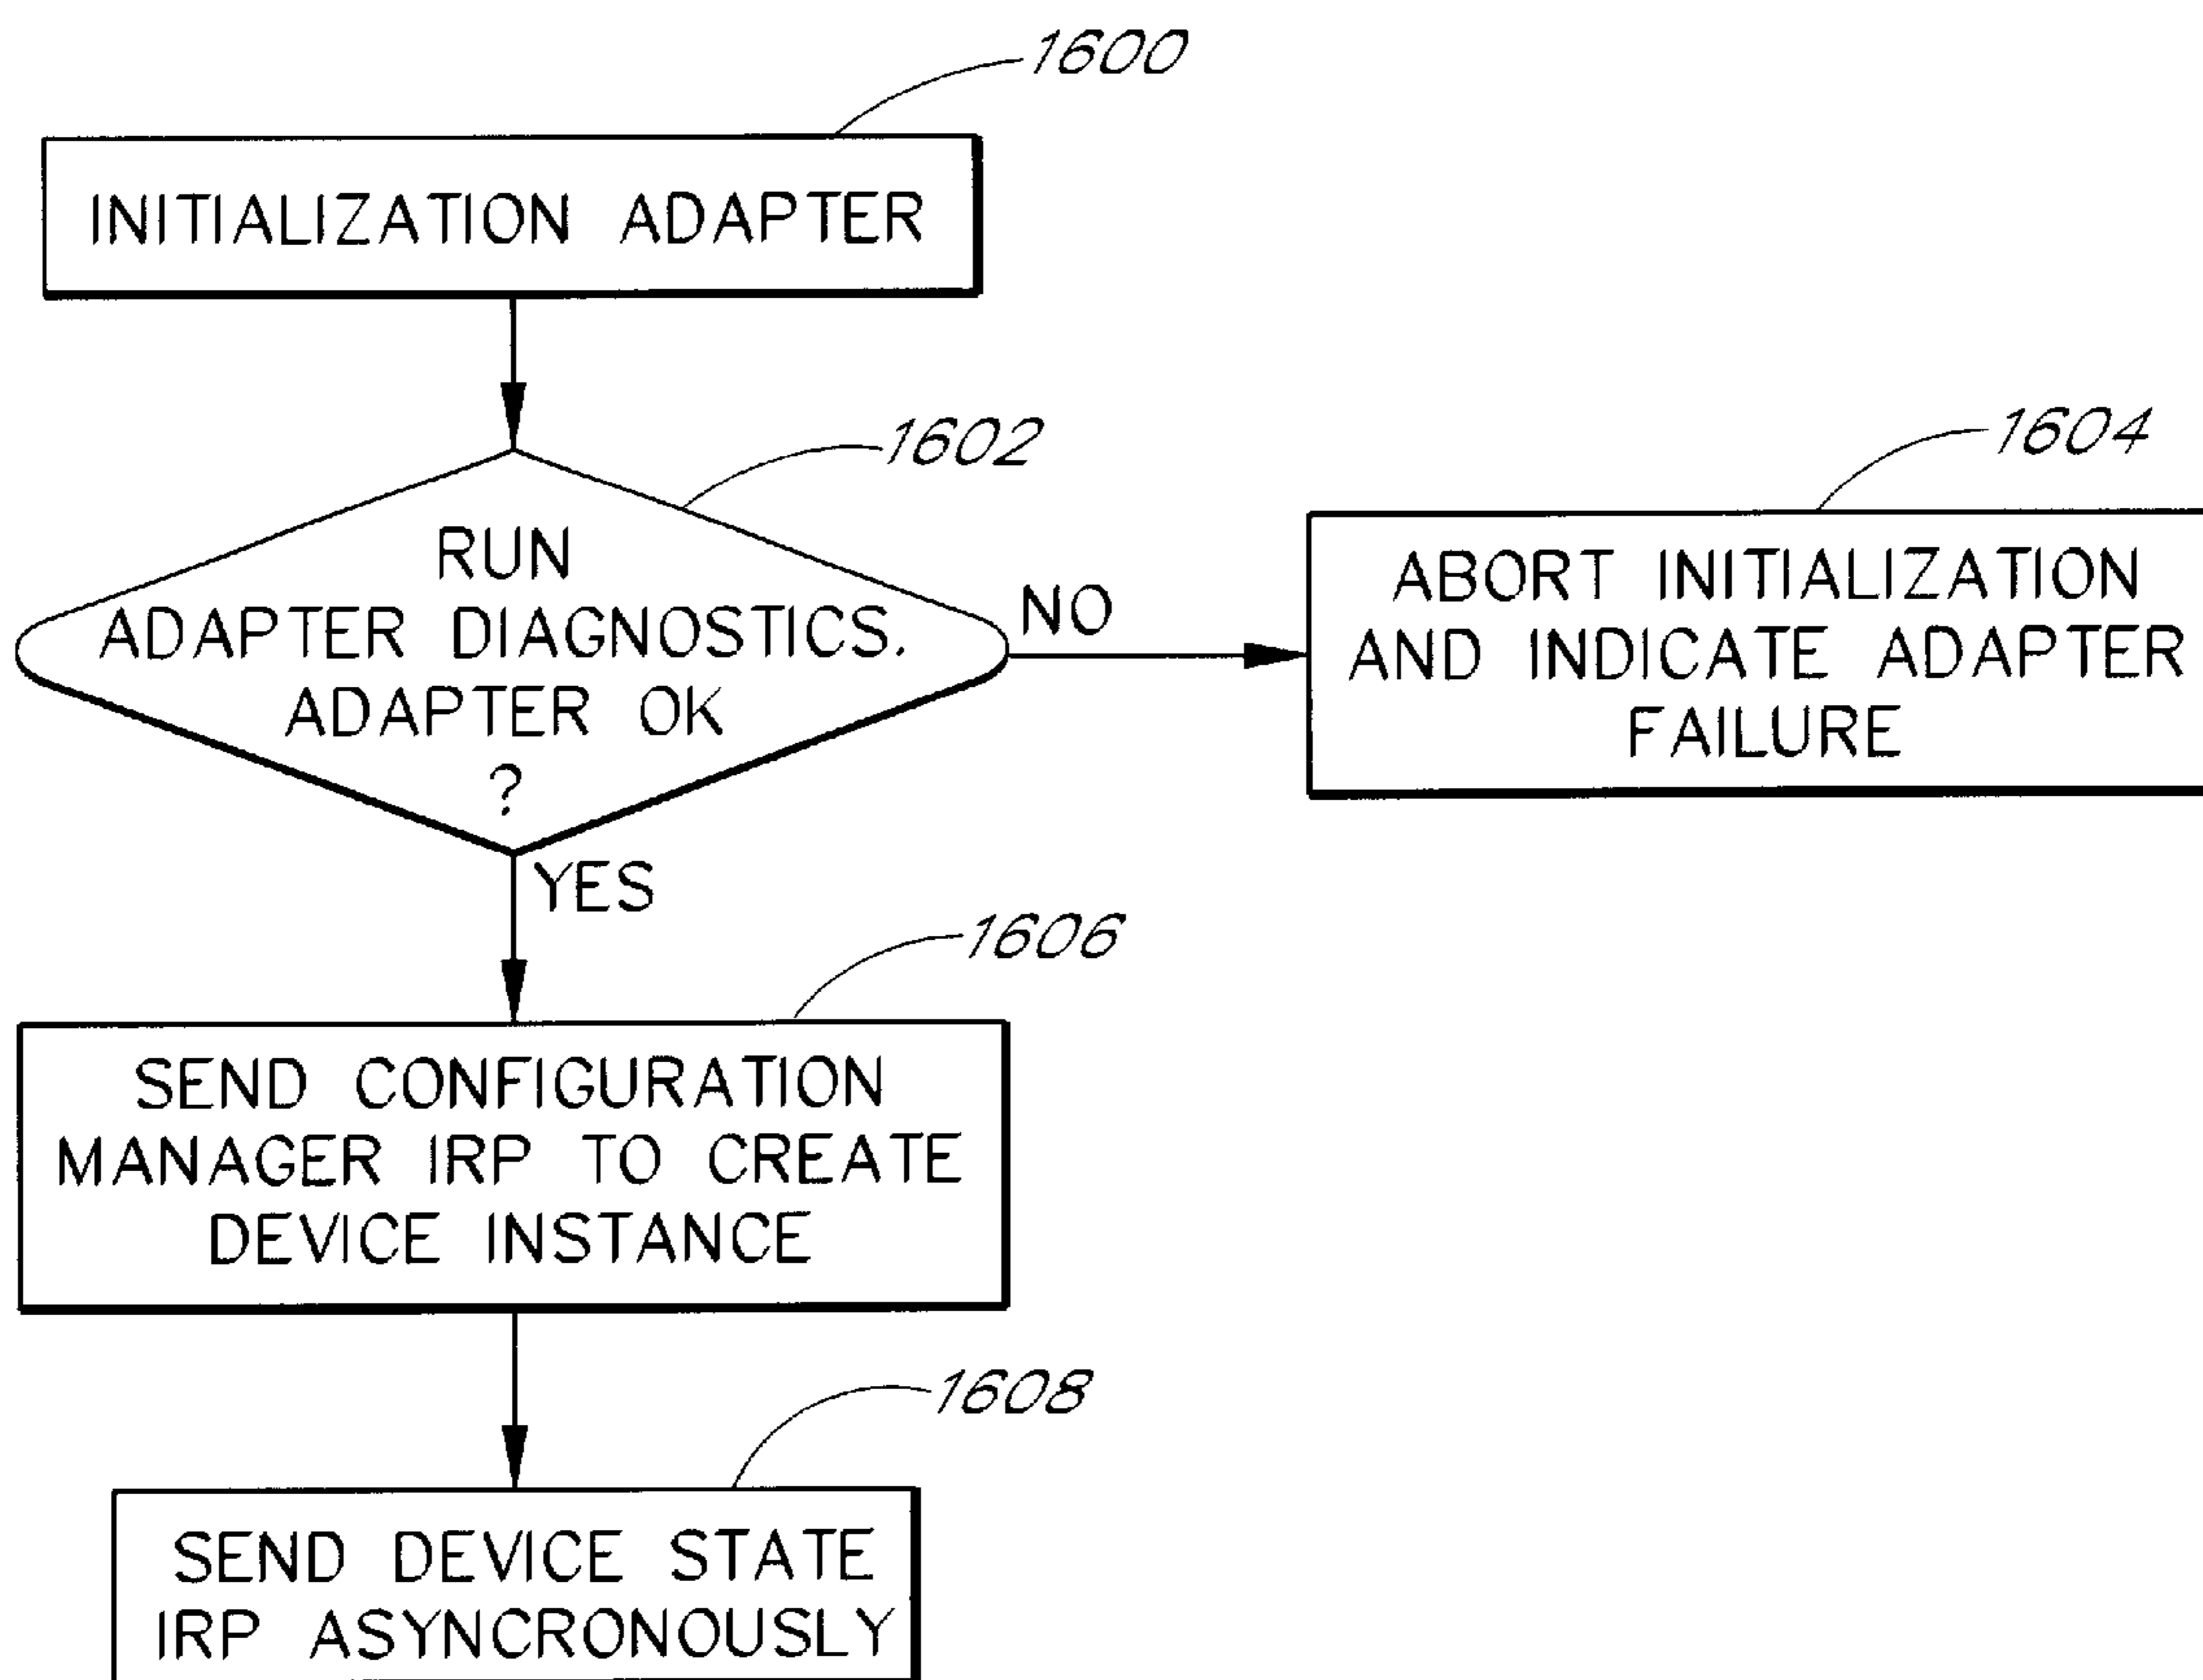 1600
INITIALIZATION ADAPTER
1602
RUN
ADAPTER DIAGNOSTICS.
ADAPTER OK
?
NO
1604
ABORT INITIALIZATION
AND INDICATE ADAPTER
FAILURE
YES
1606
SEND CONFIGURATION
MANAGER IRP TO CREATE
DEVICE INSTANCE
1608
SEND DEVICE STATE
IRP ASYNCRONOUSLY